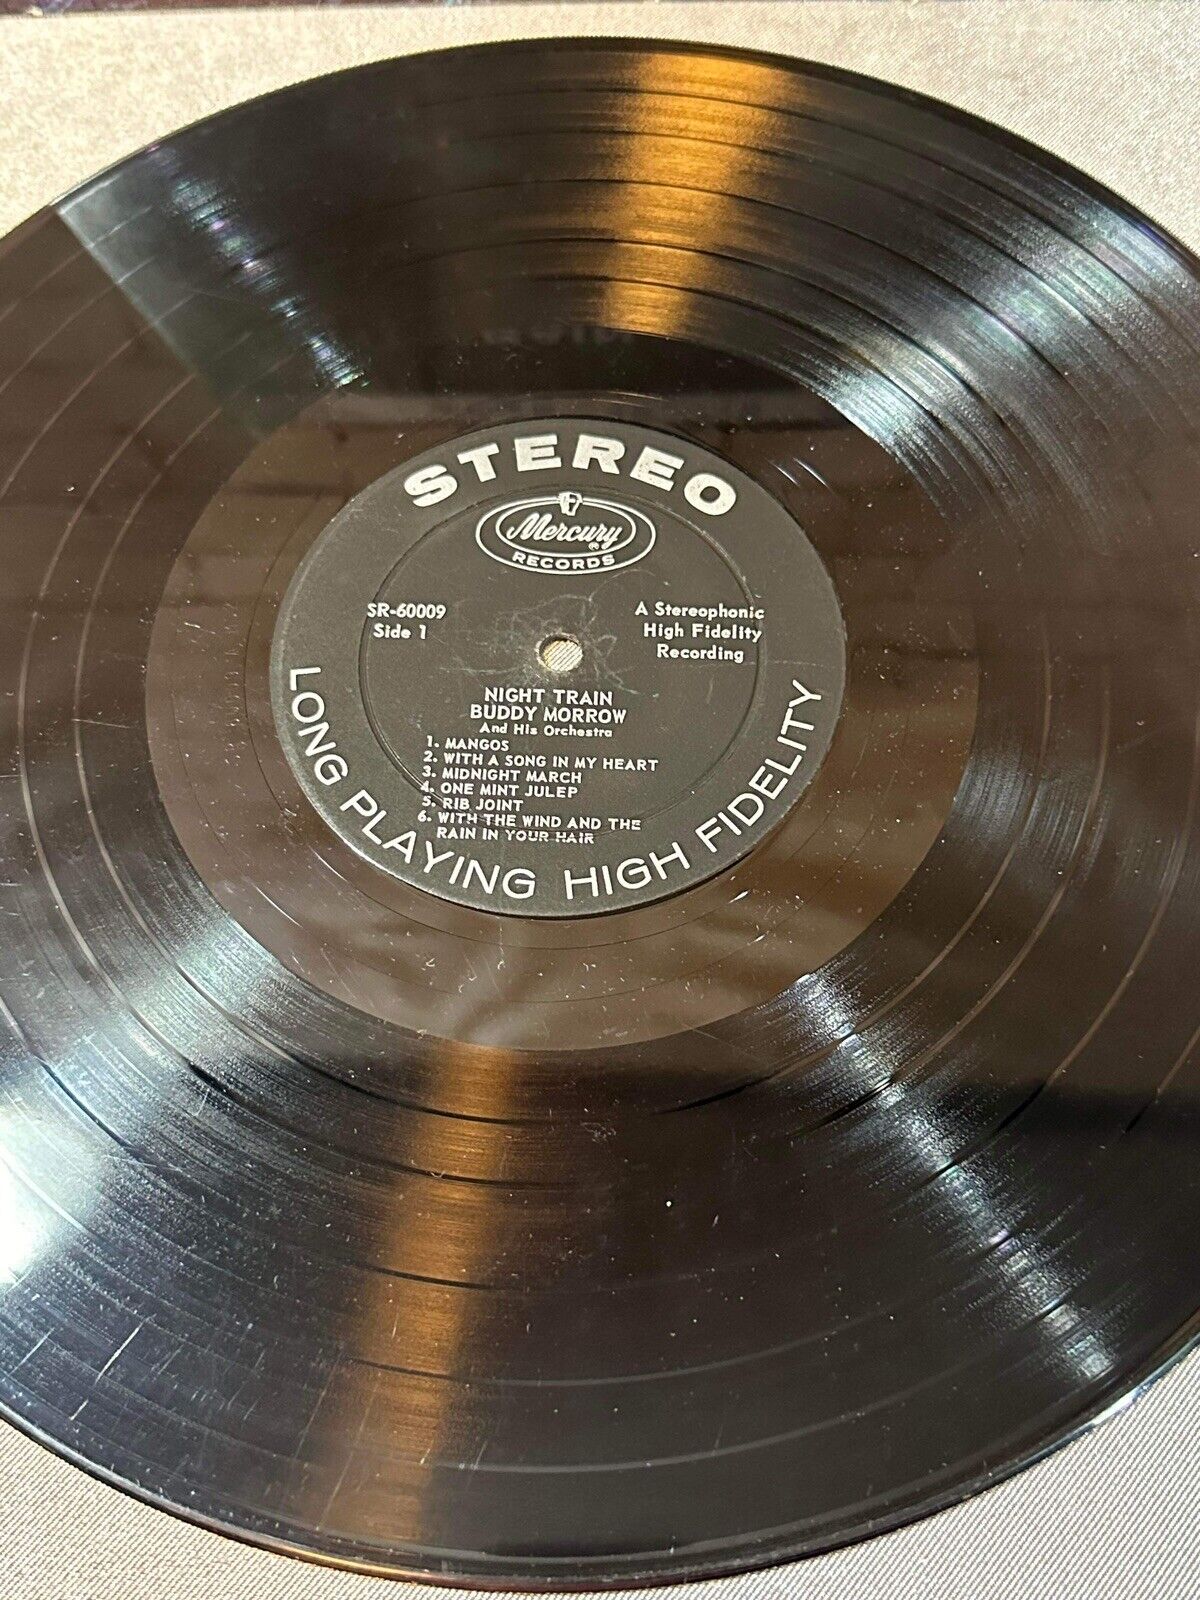 STEREO
Mercury
RECORDS
SR-60009
Side 1
A Stereophonic
High Fidelity
Recording
NIGHT TRAIN
BUDDY MORROW
And His Orchestra
1. MANGOS
2. WITH A SONG IN MY HEART
3. MIDNIGHT MARCH
4. ONE MINT JULEP
5. RIB JOINT
6. WITH THE WIND AND THE
RAIN IN YOUR HAIR
LONG PLAYING HIGH FIDELITY